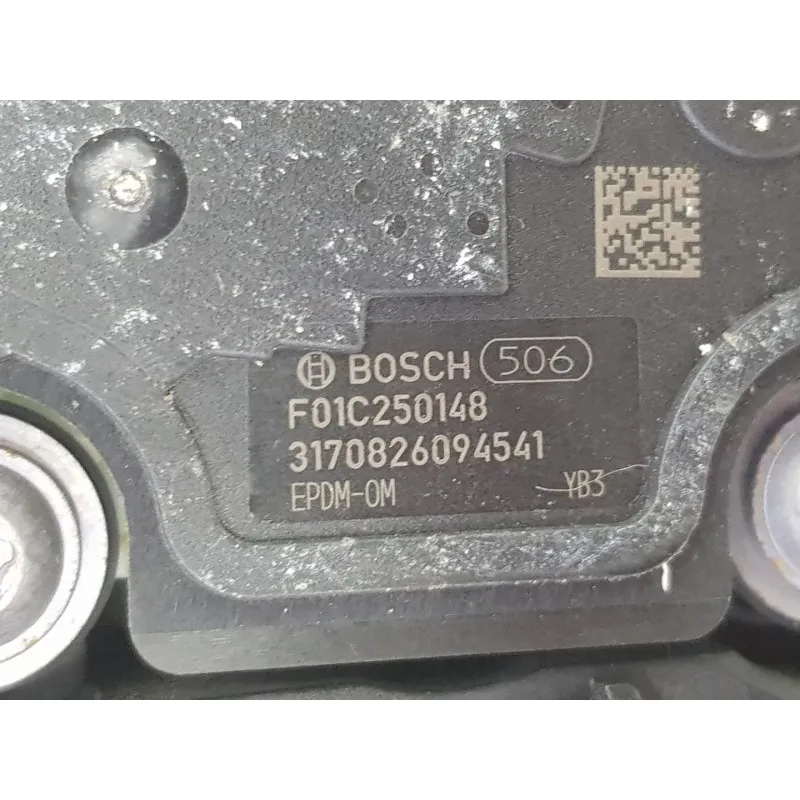 BOSCH 506
F01C250148
3170826094541
EPDM-OM YB3